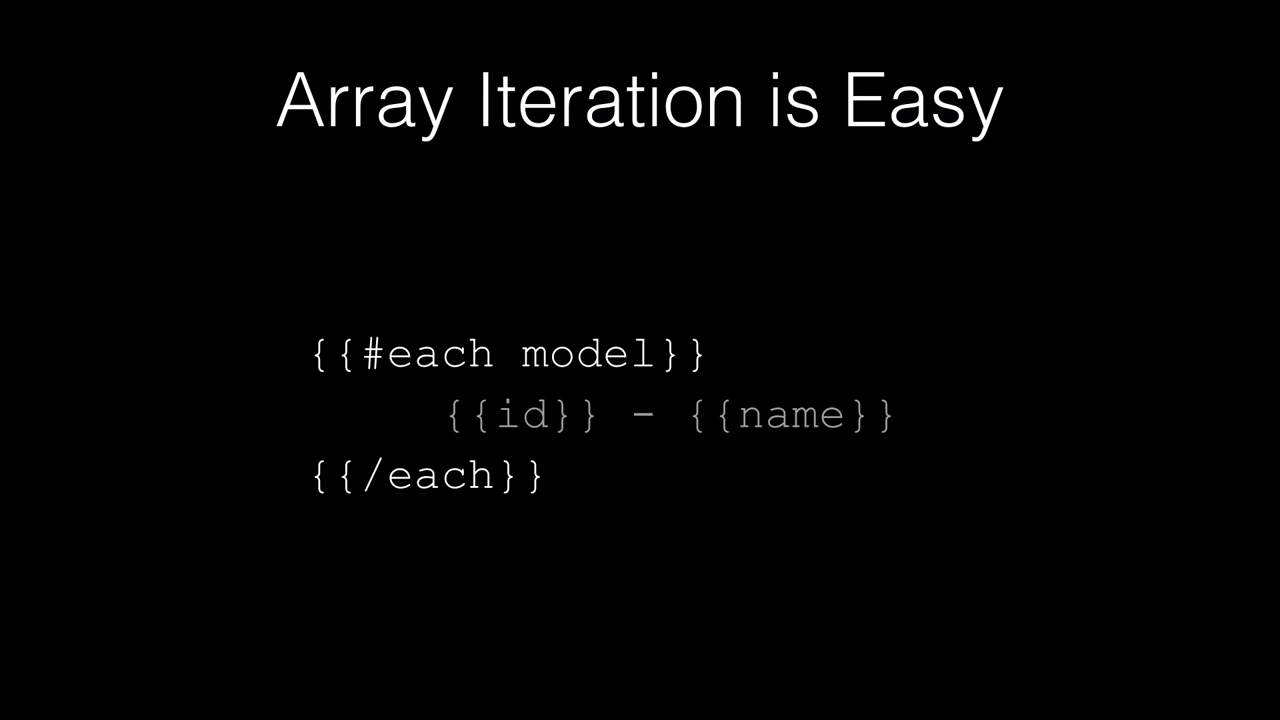 Array Iteration is Easy
{{#each model}}
{{id}} - {{name}}
{{/each}}